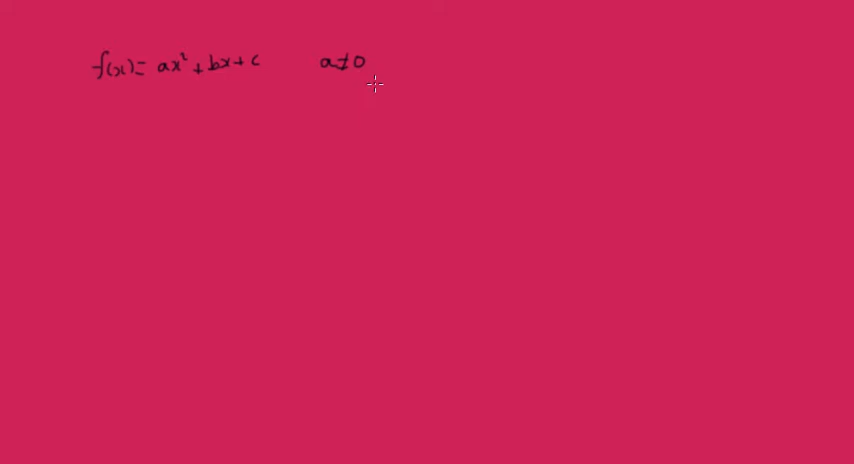 f(x)= ax² + bx + c a≠0